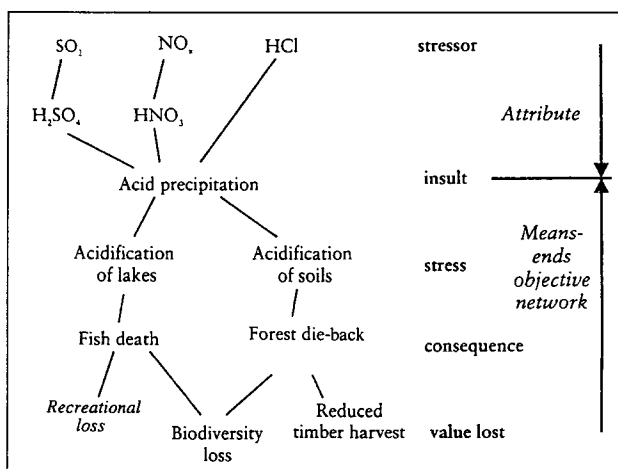 SO₂ NOₓ HCl stressor
H₂SO₄ HNO₃ Attribute
Acid precipitation insult
Acidification of lakes
Acidification of soils
stress
Means-
ends
objective
network
Fish death Forest die-back consequence
Recreational
loss
Biodiversity
loss
Reduced
timber harvest
value lost